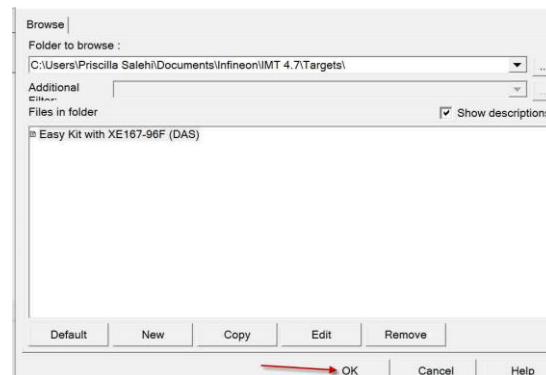 Browse
Folder to browse :
C:\Users\Priscilla Salehi\Documents\Infineon\IMT 4.7\Targets\
...
Additional
Files in folder
Show descriptions
Easy Kit with XE167-96F (DAS)
Default New Copy Edit Remove
OK Cancel Help